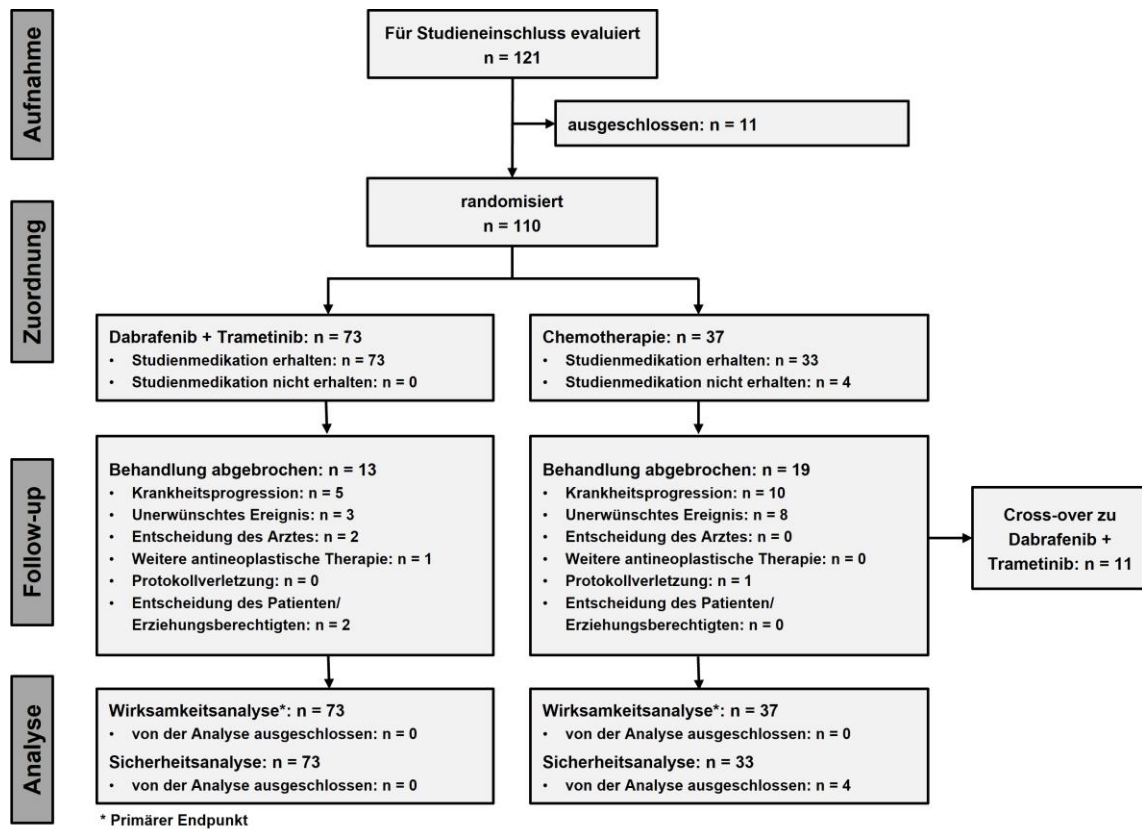 Aufnahme
Für Studieneinschluss evaluiert
n = 121
ausgeschlossen: n = 11
Zuordnung
randomisiert
n = 110
Dabrafenib + Trametinib: n = 73
• Studienmedikation erhalten: n = 73
• Studienmedikation nicht erhalten: n = 0
Chemotherapie: n = 37
• Studienmedikation erhalten: n = 33
• Studienmedikation nicht erhalten: n = 4
Follow-up
Behandlung abgebrochen: n = 13
• Krankheitsprogression: n = 5
• Unerwünschtes Ereignis: n = 3
• Entscheidung des Arztes: n = 2
• Weitere antineoplastische Therapie: n = 1
• Protokollverletzung: n = 0
• Entscheidung des Patienten/
Erziehungsberechtigten: n = 2
Behandlung abgebrochen: n = 19
• Krankheitsprogression: n = 10
• Unerwünschtes Ereignis: n = 8
• Entscheidung des Arztes: n = 0
• Weitere antineoplastische Therapie: n = 0
• Protokollverletzung: n = 1
• Entscheidung des Patienten/
Erziehungsberechtigten: n = 0
Cross-over zu
Dabrafenib +
Trametinib: n = 11
Analyse
Wirksamkeitsanalyse*: n = 73
• von der Analyse ausgeschlossen: n = 0
Sicherheitsanalyse: n = 73
• von der Analyse ausgeschlossen: n = 0
Wirksamkeitsanalyse*: n = 37
• von der Analyse ausgeschlossen: n = 0
Sicherheitsanalyse: n = 33
• von der Analyse ausgeschlossen: n = 4
* Primärer Endpunkt